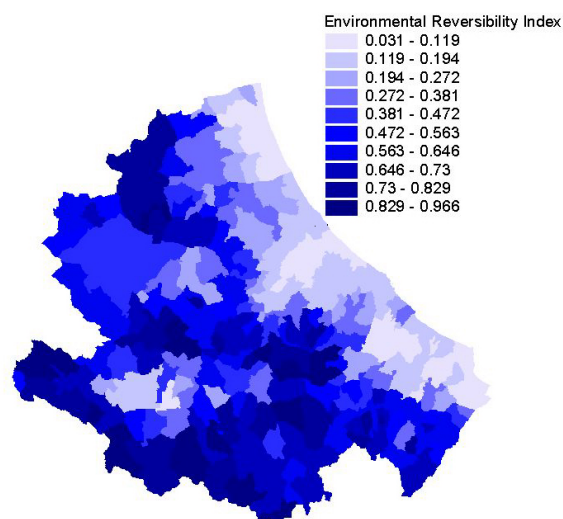 Environmental Reversibility Index
0.031 - 0.119
0.119 - 0.194
0.194 - 0.272
0.272 - 0.381
0.381 - 0.472
0.472 - 0.563
0.563 - 0.646
0.646 - 0.73
0.73 - 0.829
0.829 - 0.966